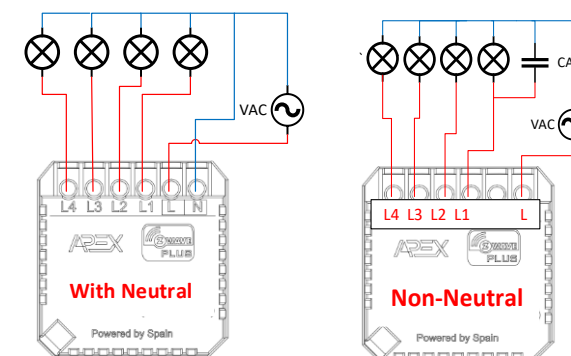 VAC
L4 L3 L2 L1 L N
APEX
Z WAVE
PLUS
With Neutral
Powered by Spain
CA
VAC
L4 L3 L2 L1 L
APEX
Z WAVE
PLUS
Non-Neutral
Powered by Spain